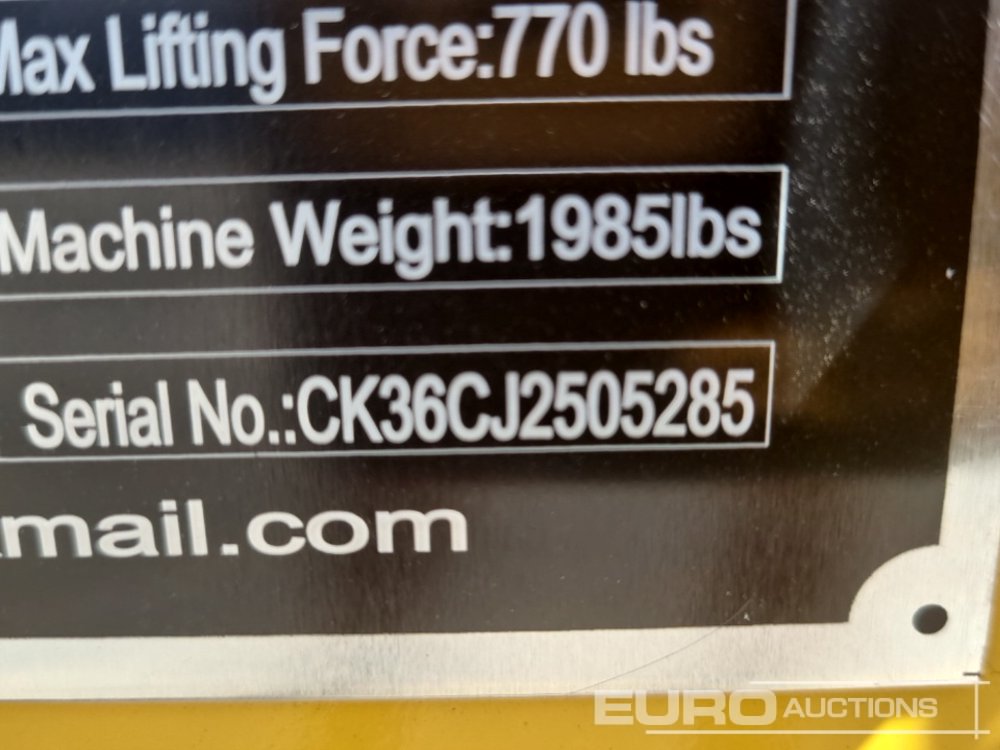 Max Lifting Force:770 lbs
Machine Weight:1985lbs
Serial No.:CK36CJ2505285
mail.com
EURO AUCTIONS